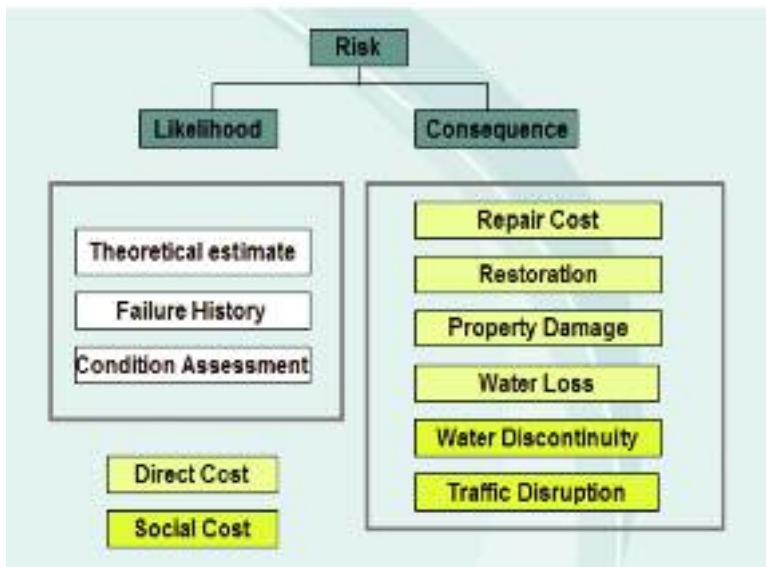 Risk
Likelihood
Consequence
Theoretical estimate
Failure History
Condition Assessment
Repair Cost
Restoration
Property Damage
Water Loss
Water Discontinuity
Traffic Disruption
Direct Cost
Social Cost